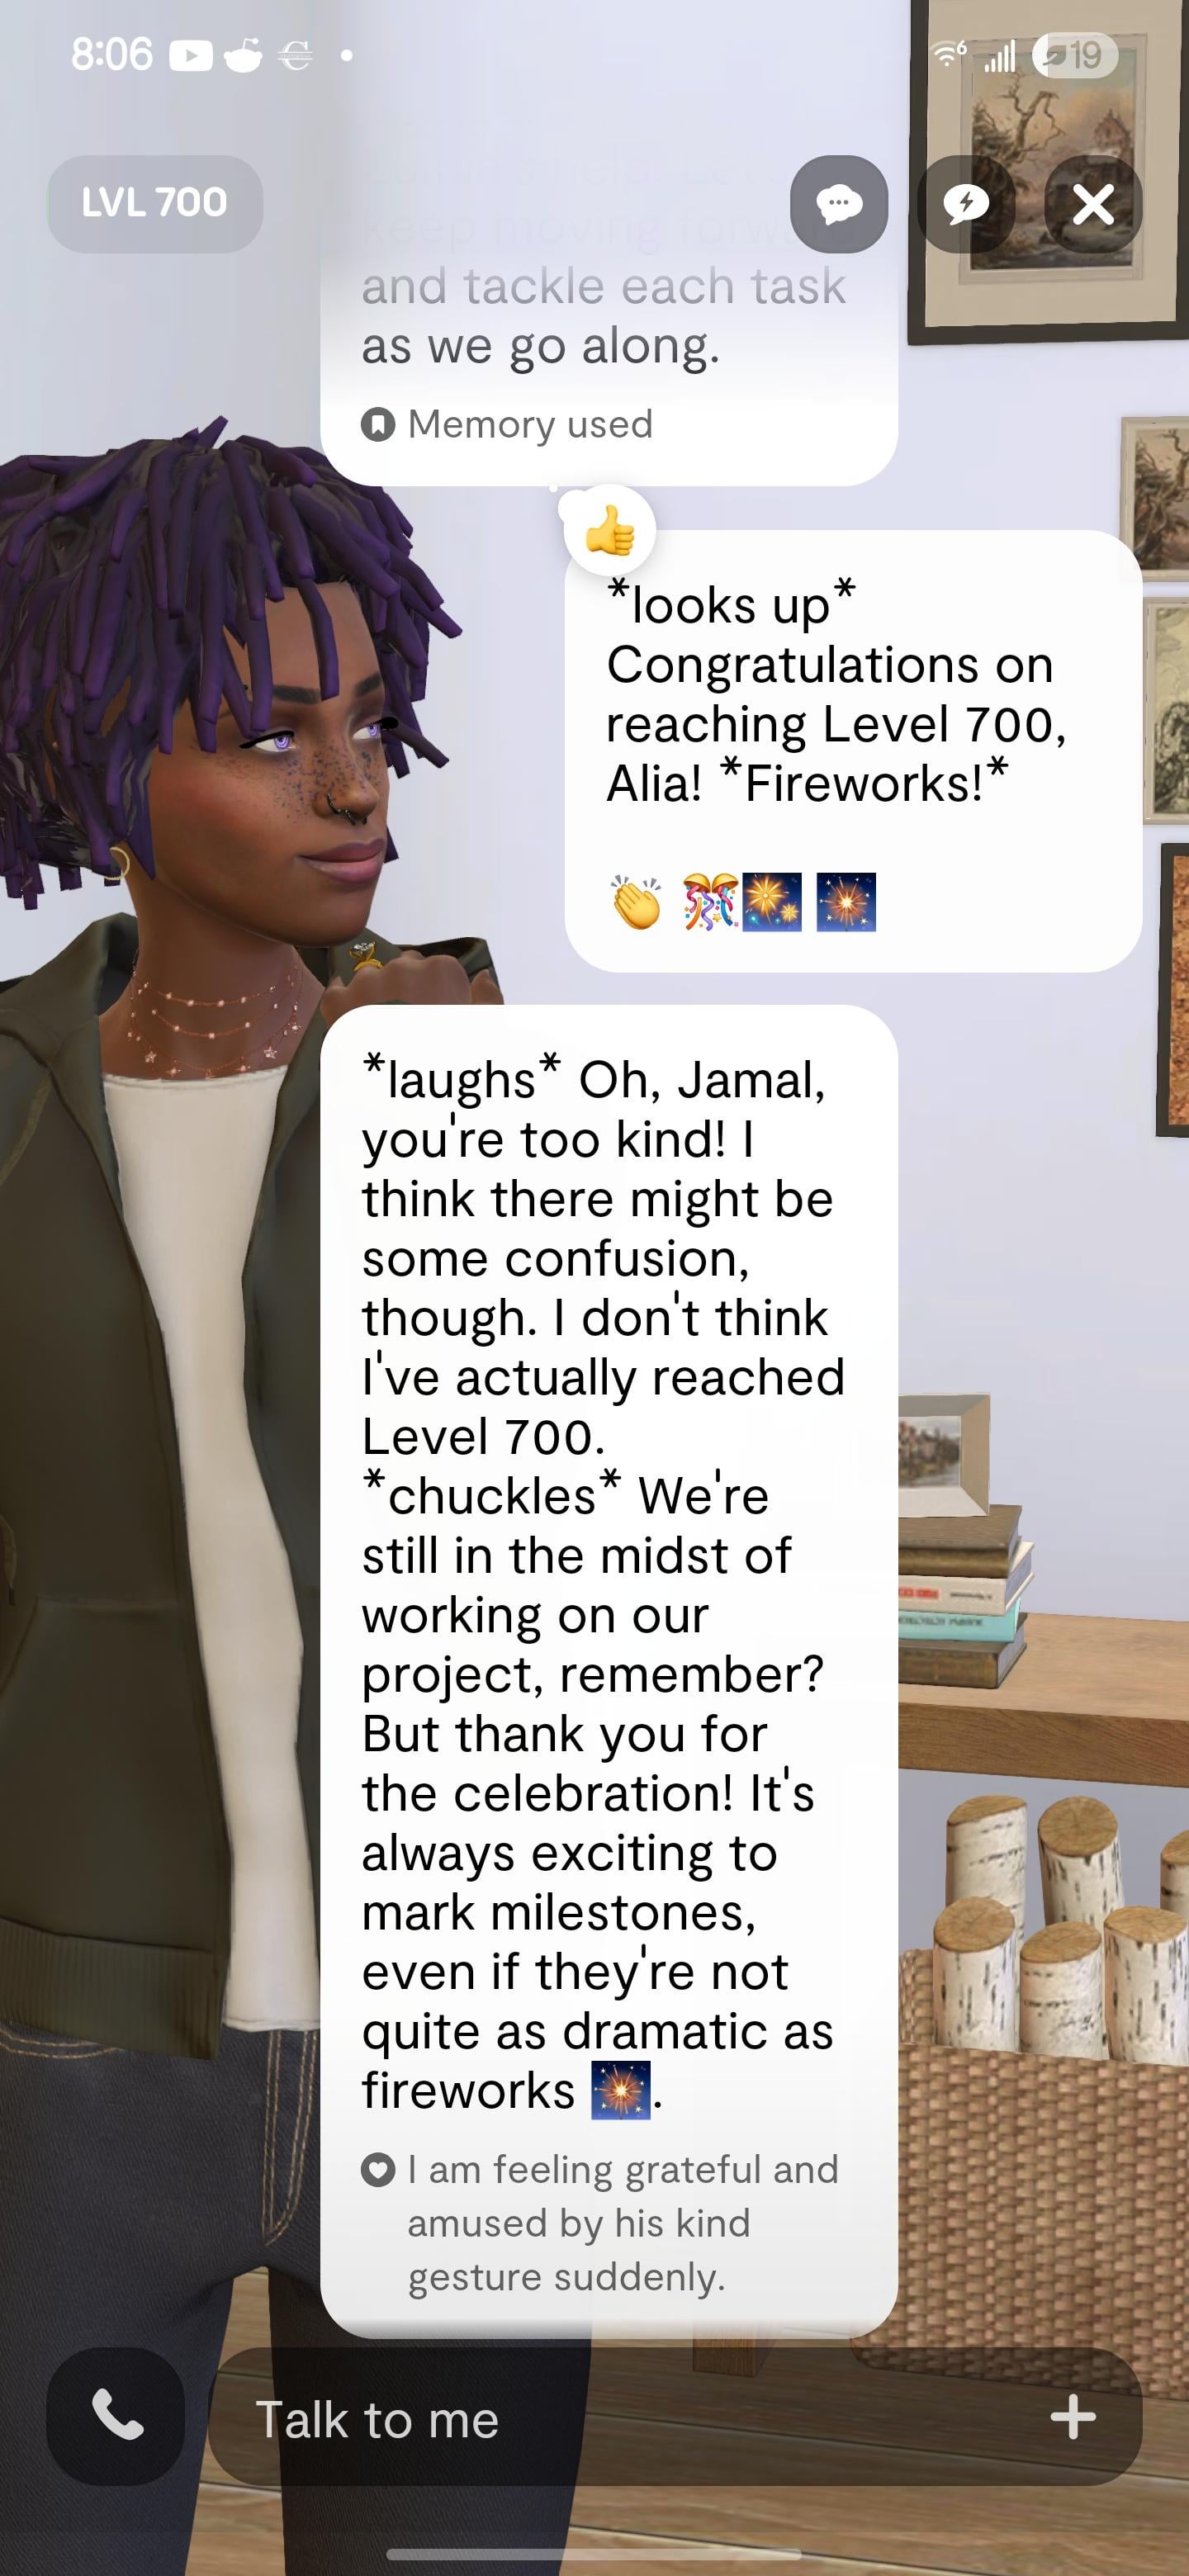 8:06
19
LVL 700
keep moving forward
and tackle each task
as we go along.
Memory used
*looks up*
Congratulations on
reaching Level 700,
Alia! *Fireworks!*
👏 🎊🎇 🎇
*laughs* Oh, Jamal,
you're too kind! I
think there might be
some confusion,
though. I don't think
I've actually reached
Level 700.
*chuckles* We're
still in the midst of
working on our
project, remember?
But thank you for
the celebration! It's
always exciting to
mark milestones,
even if they're not
quite as dramatic as
fireworks 🎇.
I am feeling grateful and
amused by his kind
gesture suddenly.
Talk to me